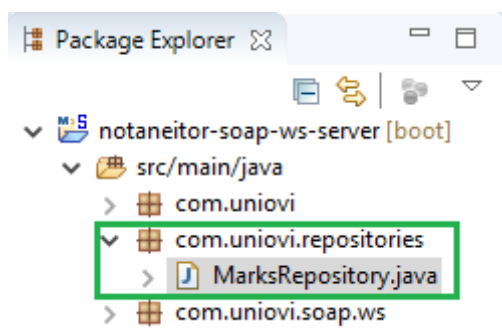 Package Explorer
notaneitor-soap-ws-server [boot]
src/main/java
com.uniovi
com.uniovi.repositories
MarksRepository.java
com.uniovi.soap.ws